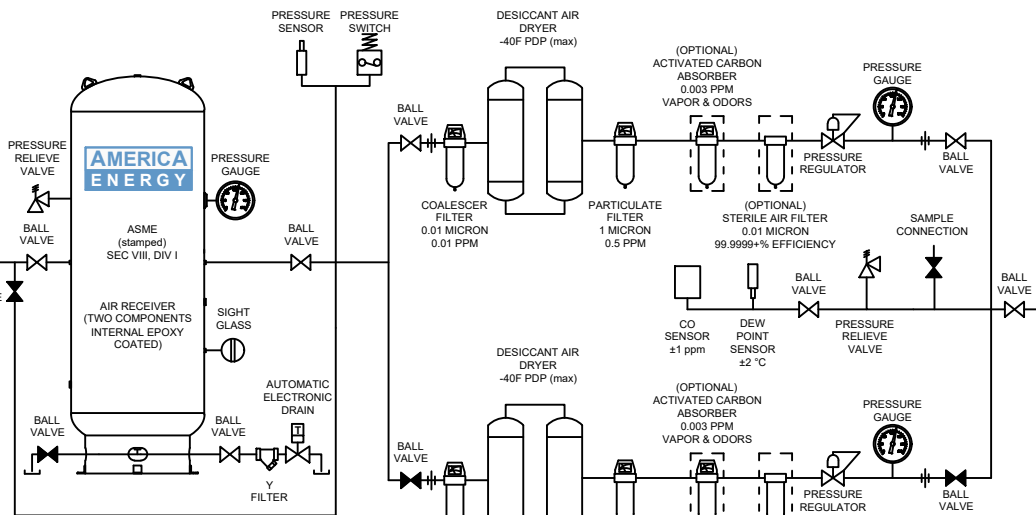 PRESSURE
SENSOR
PRESSURE
SWITCH
DESICCANT AIR
DRYER
-40F PDP (max)
(OPTIONAL)
ACTIVATED CARBON
ABSORBER
0.003 PPM
VAPOR & ODORS
PRESSURE
GAUGE
BALL
VALVE
PRESSURE
RELIEVE
VALVE
AMERICA
ENERGY
PRESSURE
GAUGE
PRESSURE
REGULATOR
BALL
VALVE
COALESCER
FILTER
0.01 MICRON
0.01 PPM
PARTICULATE
FILTER
1 MICRON
0.5 PPM
(OPTIONAL)
STERILE AIR FILTER
0.01 MICRON
99.9999+% EFFICIENCY
SAMPLE
CONNECTION
BALL
VALVE
ASME
(stamped)
SEC VIII, DIV I
BALL
VALVE
BALL
VALVE
BALL
VALVE
E
AIR RECEIVER
(TWO COMPONENTS
INTERNAL EPOXY
COATED)
SIGHT
GLASS
CO
SENSOR
±1 ppm
DEW
POINT
SENSOR
±2 °C
PRESSURE
RELIEVE
VALVE
DESICCANT AIR
DRYER
-40F PDP (max)
(OPTIONAL)
ACTIVATED CARBON
ABSORBER
0.003 PPM
VAPOR & ODORS
PRESSURE
GAUGE
AUTOMATIC
ELECTRONIC
DRAIN
BALL
VALVE
BALL
VALVE
T
BALL
VALVE
Y
FILTER
PRESSURE
REGULATOR
BALL
VALVE